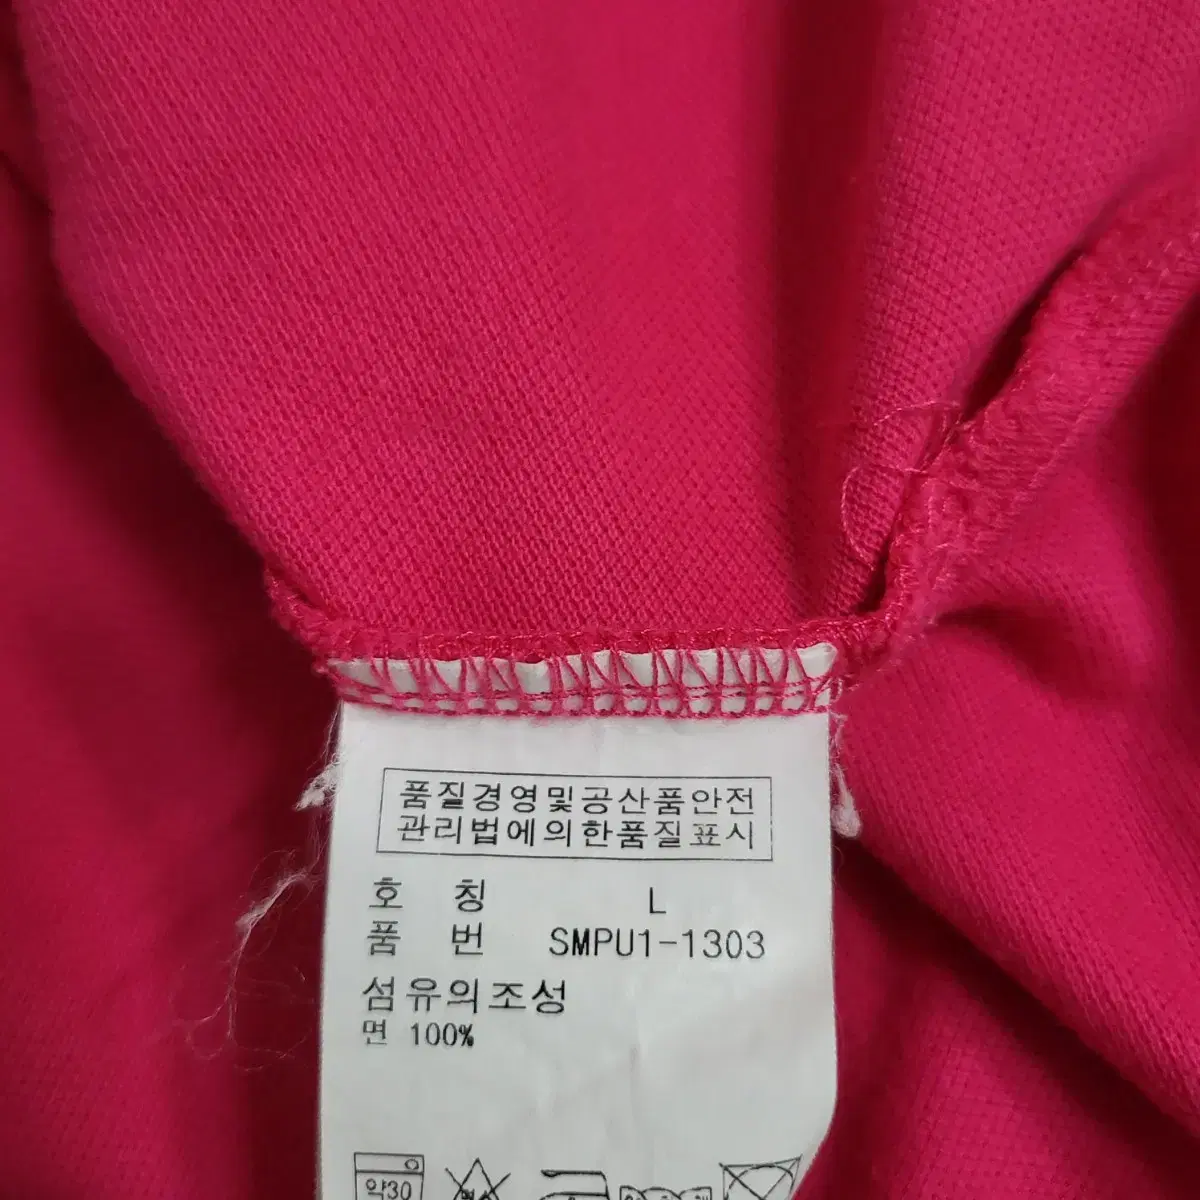 품질경영및공산품안전
관리법에의한품질표시
호 칭 L
품 번 SMPU1-1303
섬유의조성
면 100%
약30